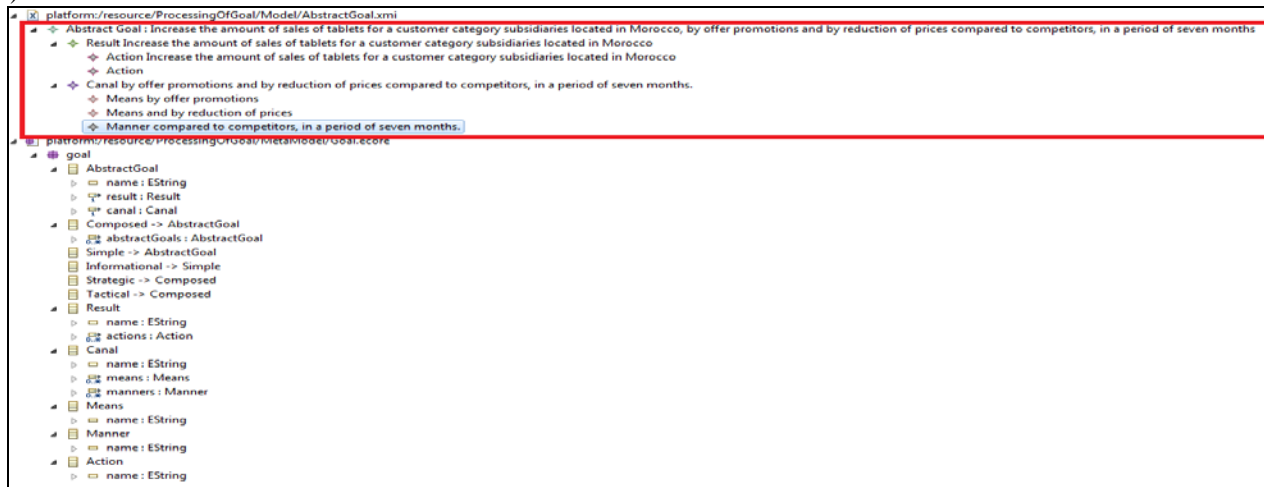 platform:/resource/ProcessingOfGoal/Model/AbstractGoal.xmi
Abstract Goal : Increase the amount of sales of tablets for a customer category subsidiaries located in Morocco, by offer promotions and by reduction of prices compared to competitors, in a period of seven months
Result Increase the amount of sales of tablets for a customer category subsidiaries located in Morocco
Action Increase the amount of sales of tablets for a customer category subsidiaries located in Morocco
Action
Canal by offer promotions and by reduction of prices compared to competitors, in a period of seven months.
Means by offer promotions
Means and by reduction of prices
Manner compared to competitors, in a period of seven months.
platform:/resource/ProcessingOfGoal/MetaModel/Goal.ecore
goal
AbstractGoal
name : EString
result : Result
canal : Canal
Composed -> AbstractGoal
abstractGoals : AbstractGoal
Simple -> AbstractGoal
Informational -> Simple
Strategic -> Composed
Tactical -> Composed
Result
name : EString
actions : Action
Canal
name : EString
means : Means
manners : Manner
Means
name : EString
Manner
name : EString
Action
name : EString